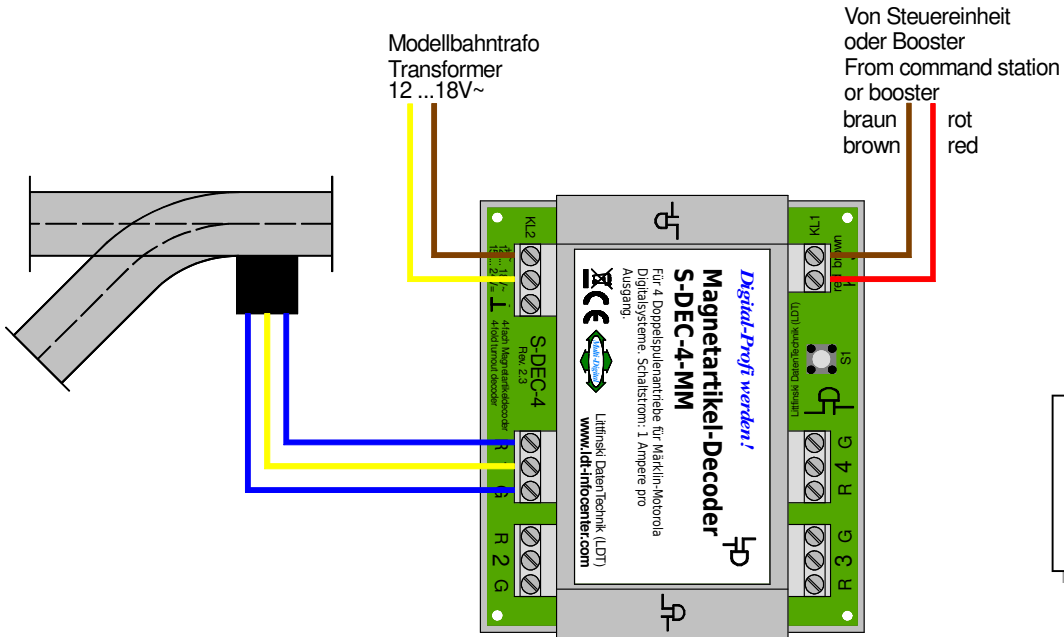 Modellbahntrafo
Transformer
12 ...18V~
Von Steuereinheit
oder Booster
From command station
or booster
braun
brown
rot
red
KL2
S-DEC-4
Rev. 2.3
4-fach Magnetartikeldecoder
4-fold turnout decoder
R
G
R 2 G
Digital-Profi werden!
Magnetartikel-Decoder
S-DEC-4-MM
Für 4 Doppelspulenantriebe für Märklin-Motorola
Digitalsysteme. Schaltstrom: 1 Ampere pro
Ausgang.
CE
Multi-Digital
Littfinski DatenTechnik (LDT)
www.ldt-infocenter.com
KL1
S1
Littfinski DatenTechnik (LDT)
R 4 G
R 3 G